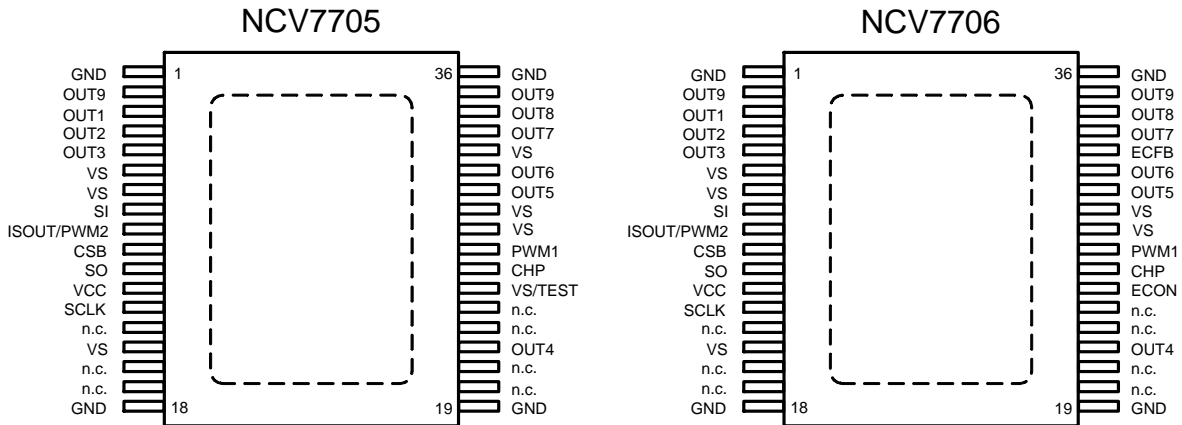 NCV7705 NCV7706
GND 1 36 GND GND 1 36 GND
OUT9 OUT9 OUT9 OUT9
OUT1 OUT8 OUT1 OUT8
OUT2 OUT7 OUT2 OUT7
OUT3 VS OUT3 ECFB
VS OUT6 VS OUT6
VS OUT5 VS OUT5
SI VS SI VS
ISOUT/PWM2 VS ISOUT/PWM2 VS
CSB PWM1 CSB PWM1
SO CHP SO CHP
VCC VS/TEST VCC ECON
SCLK n.c. SCLK n.c.
n.c. n.c. n.c. n.c.
VS OUT4 VS OUT4
n.c. n.c. n.c. n.c.
n.c. n.c. n.c. n.c.
GND 18 19 GND GND 18 19 GND